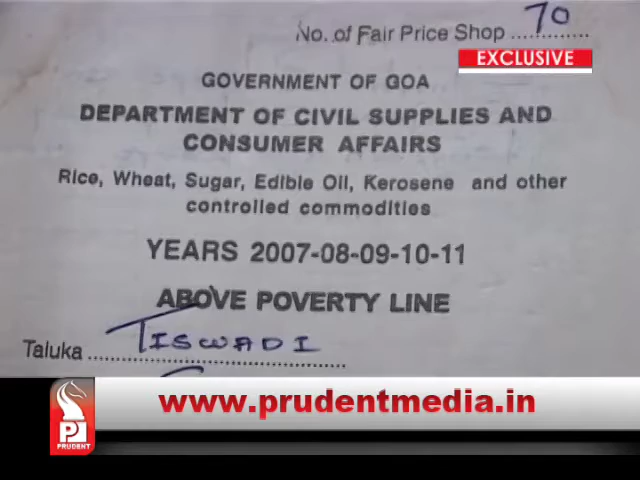 No. of Fair Price Shop 70
EXCLUSIVE
GOVERNMENT OF GOA
DEPARTMENT OF CIVIL SUPPLIES AND
CONSUMER AFFAIRS
Rice, Wheat, Sugar, Edible Oil, Kerosene and other
controlled commodities
YEARS 2007-08-09-10-11
ABOVE POVERTY LINE
Taluka TISWADI
www.prudentmedia.in
PRUDENT